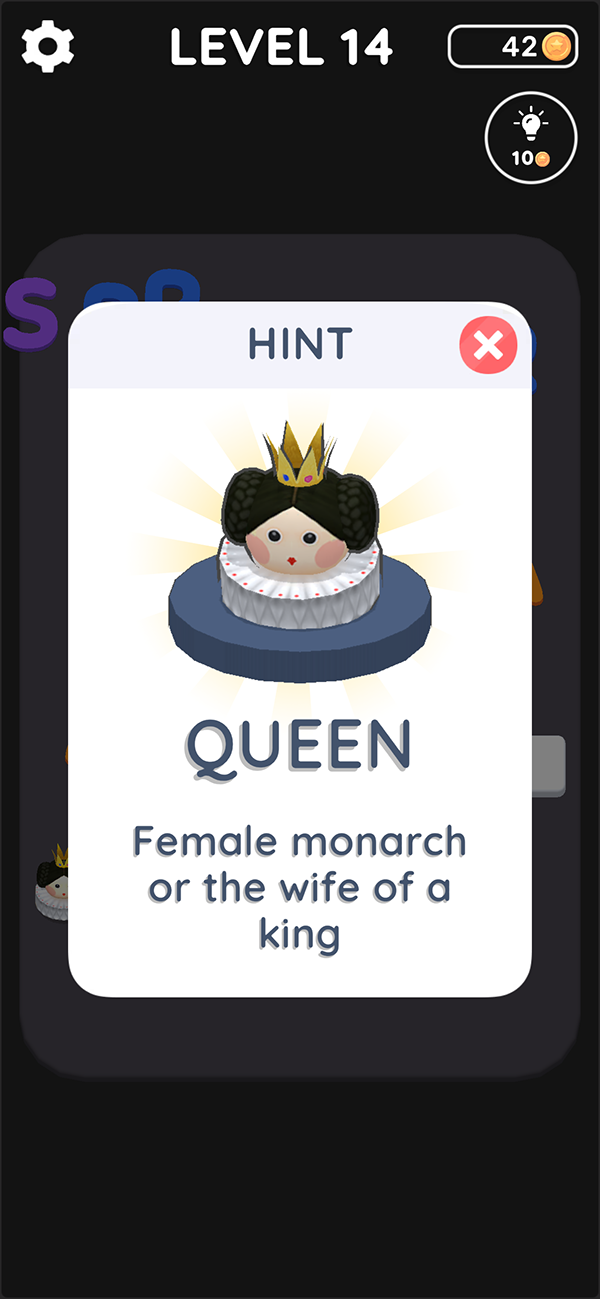 LEVEL 14
42
10
S
HINT
QUEEN
Female monarch
or the wife of a
king